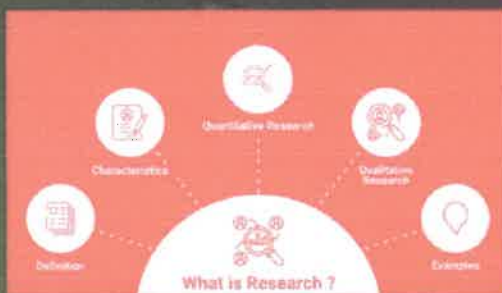 Quantitative Research
Characteristics
Qualitative
Research
Definition
Examples
What is Research ?